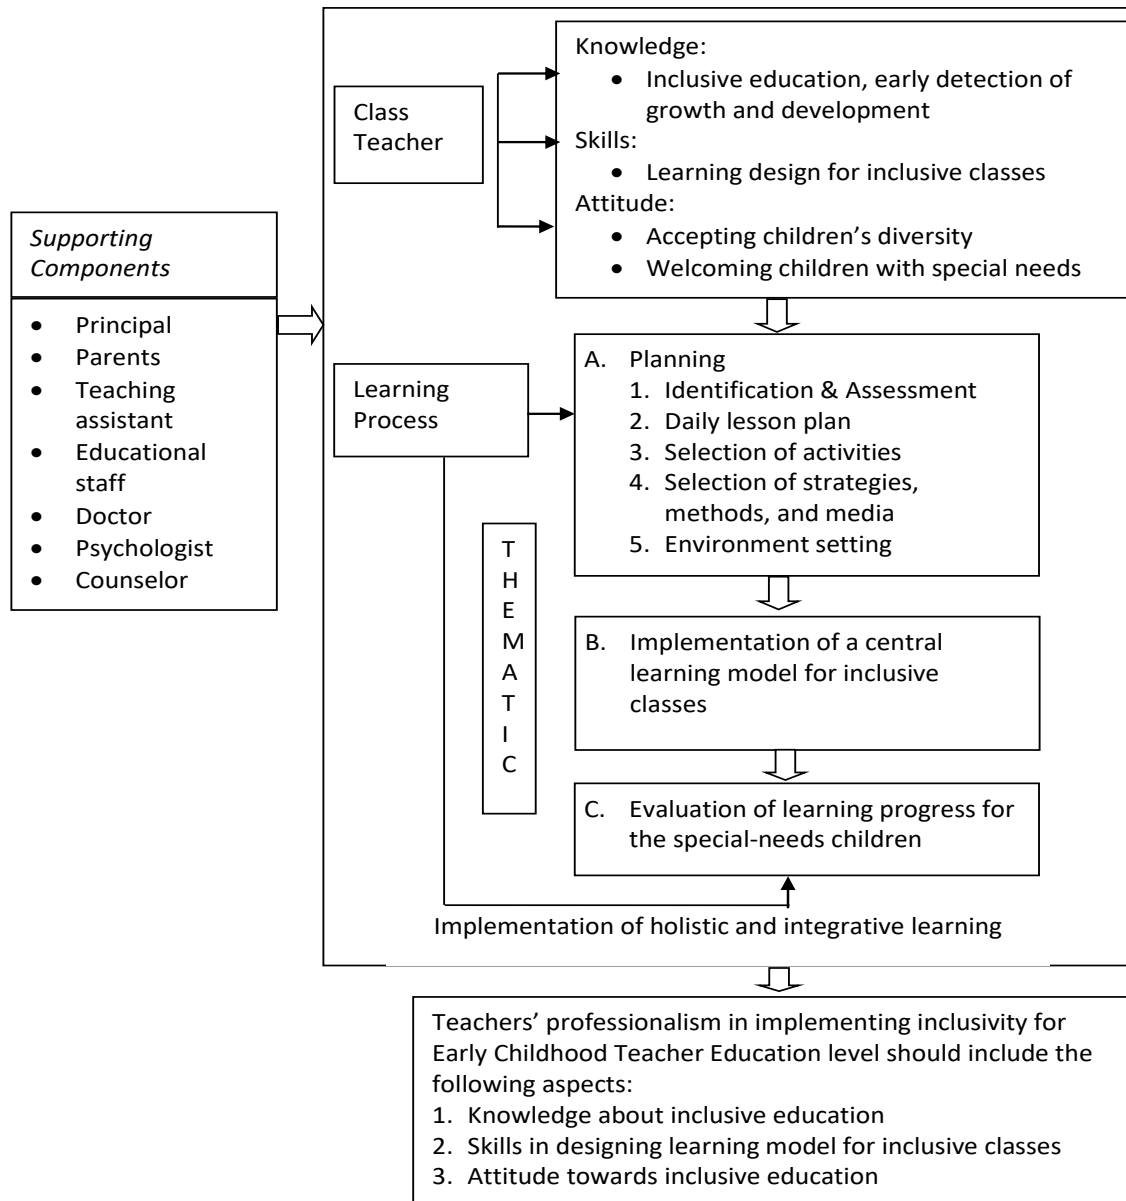 Supporting
Components
• Principal
• Parents
• Teaching
assistant
• Educational
staff
• Doctor
• Psychologist
• Counselor
Class
Teacher
Knowledge:
• Inclusive education, early detection of
growth and development
Skills:
• Learning design for inclusive classes
Attitude:
• Accepting children’s diversity
• Welcoming children with special needs
Learning
Process
A. Planning
1. Identification & Assessment
2. Daily lesson plan
3. Selection of activities
4. Selection of strategies,
methods, and media
5. Environment setting
T
H
E
M
A
T
I
C
B. Implementation of a central
learning model for inclusive
classes
C. Evaluation of learning progress for
the special-needs children
Implementation of holistic and integrative learning
Teachers’ professionalism in implementing inclusivity for
Early Childhood Teacher Education level should include the
following aspects:
1. Knowledge about inclusive education
2. Skills in designing learning model for inclusive classes
3. Attitude towards inclusive education